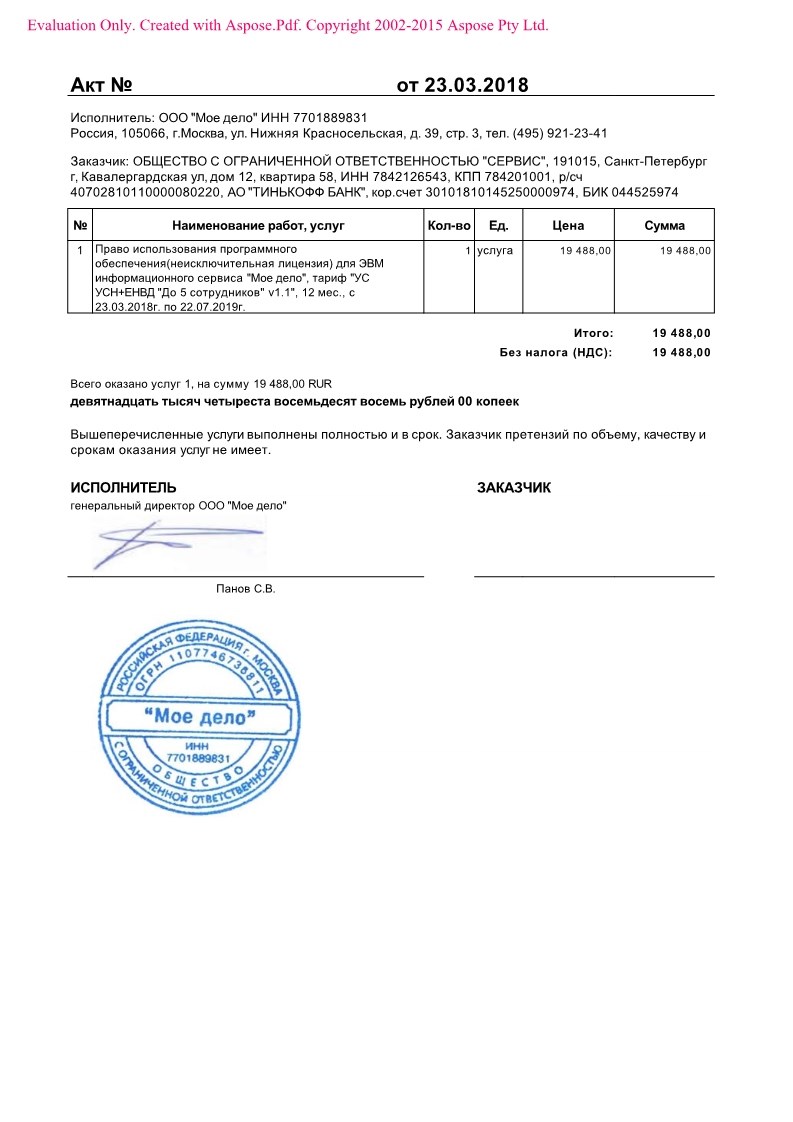 Evaluation Only. Created with Aspose.Pdf. Copyright 2002-2015 Aspose Pty Ltd.
Акт № от 23.03.2018
Исполнитель: ООО "Мое дело" ИНН 7701889831
Россия, 105066, г.Москва, ул. Нижняя Красносельская, д. 39, стр. 3, тел. (495) 921-23-41
Заказчик: ОБЩЕСТВО С ОГРАНИЧЕННОЙ ОТВЕТСТВЕННОСТЬЮ "СЕРВИС", 191015, Санкт-Петербург
г, Кавалергардская ул, дом 12, квартира 58, ИНН 7842126543, КПП 784201001, р/сч
40702810110000080220, АО "ТИНЬКОФФ БАНК", кор.счет 30101810145250000974, БИК 044525974
№ Наименование работ, услуг Кол-во Ед. Цена Сумма
1 Право использования программного 1 услуга 19 488,00 19 488,00
обеспечения(неисключительная лицензия) для ЭВМ
информационного сервиса "Мое дело", тариф "УС
УСН+ЕНВД "До 5 сотрудников" v1.1", 12 мес., с
23.03.2018г. по 22.07.2019г.
Итого: 19 488,00
Без налога (НДС): 19 488,00
Всего оказано услуг 1, на сумму 19 488,00 RUR
девятнадцать тысяч четыреста восемьдесят восемь рублей 00 копеек
Вышеперечисленные услуги выполнены полностью и в срок. Заказчик претензий по объему, качеству и
срокам оказания услуг не имеет.
ИСПОЛНИТЕЛЬ ЗАКАЗЧИК
генеральный директор ООО "Мое дело"
Панов С.В.
РОССИЙСКАЯ ФЕДЕРАЦИЯ г. МОСКВА
ОГРН 1107746735811
"Мое дело"
ИНН
7701889831
ОБЩЕСТВО
С ОГРАНИЧЕННОЙ ОТВЕТСТВЕННОСТЬЮ